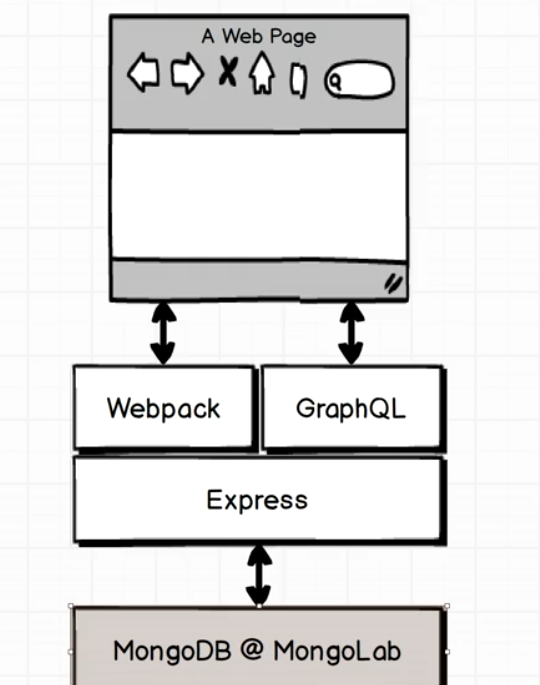 A Web Page
Webpack
GraphQL
Express
MongoDB @ MongoLab